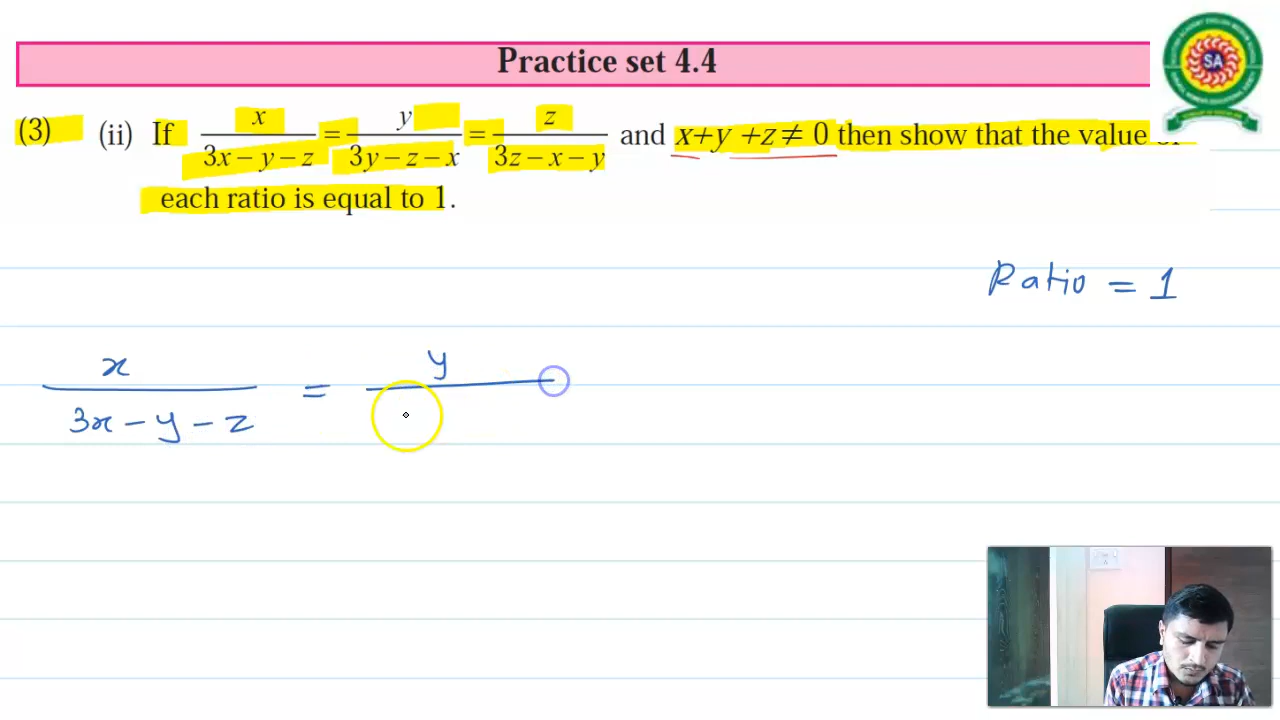 Practice set 4.4
SA
(3) (ii) If x/(3x – y – z) = y/(3y – z – x) = z/(3z – x – y) and x+y +z ≠ 0 then show that the value
each ratio is equal to 1.
Ratio = 1
x/(3x – y – z) = y